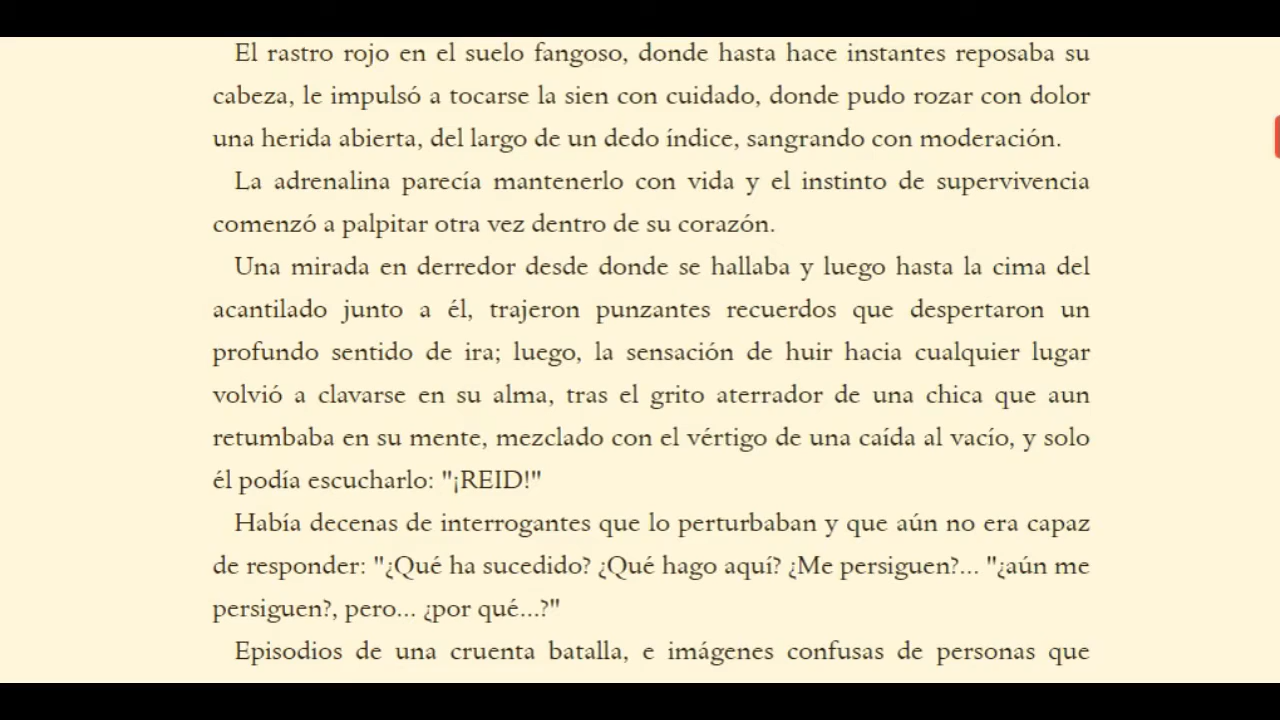 El rastro rojo en el suelo fangoso, donde hasta hace instantes reposaba su
cabeza, le impulsó a tocarse la sien con cuidado, donde pudo rozar con dolor
una herida abierta, del largo de un dedo índice, sangrando con moderación.
La adrenalina parecía mantenerlo con vida y el instinto de supervivencia
comenzó a palpitar otra vez dentro de su corazón.
Una mirada en derredor desde donde se hallaba y luego hasta la cima del
acantilado junto a él, trajeron punzantes recuerdos que despertaron un
profundo sentido de ira; luego, la sensación de huir hacia cualquier lugar
volvió a clavarse en su alma, tras el grito aterrador de una chica que aun
retumbaba en su mente, mezclado con el vértigo de una caída al vacío, y solo
él podía escucharlo: "¡REID!"
Había decenas de interrogantes que lo perturbaban y que aún no era capaz
de responder: "¿Qué ha sucedido? ¿Qué hago aquí? ¿Me persiguen?... "¿aún me
persiguen?, pero... ¿por qué...?"
Episodios de una cruenta batalla, e imágenes confusas de personas que